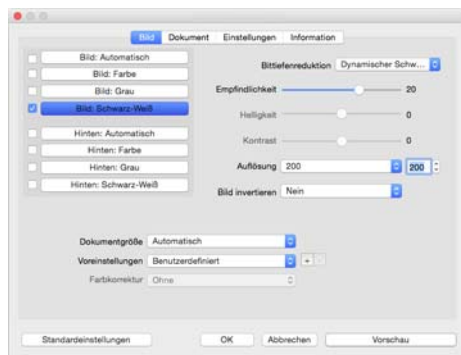 Bild Dokument Einstellungen Information
Bild: Automatisch
Bild: Farbe
Bild: Grau
Bild: Schwarz-Weiß
Hinten: Automatisch
Hinten: Farbe
Hinten: Grau
Hinten: Schwarz-Weiß
Bittiefenreduktion Dynamischer Schw...
Empfindlichkeit 20
Helligkeit 0
Kontrast 0
Auflösung 200 200
Bild invertieren Nein
Dokumentgröße Automatisch
Voreinstellungen Benutzerdefiniert + -
Farbkorrektur Ohne
Standardeinstellungen OK Abbrechen Vorschau